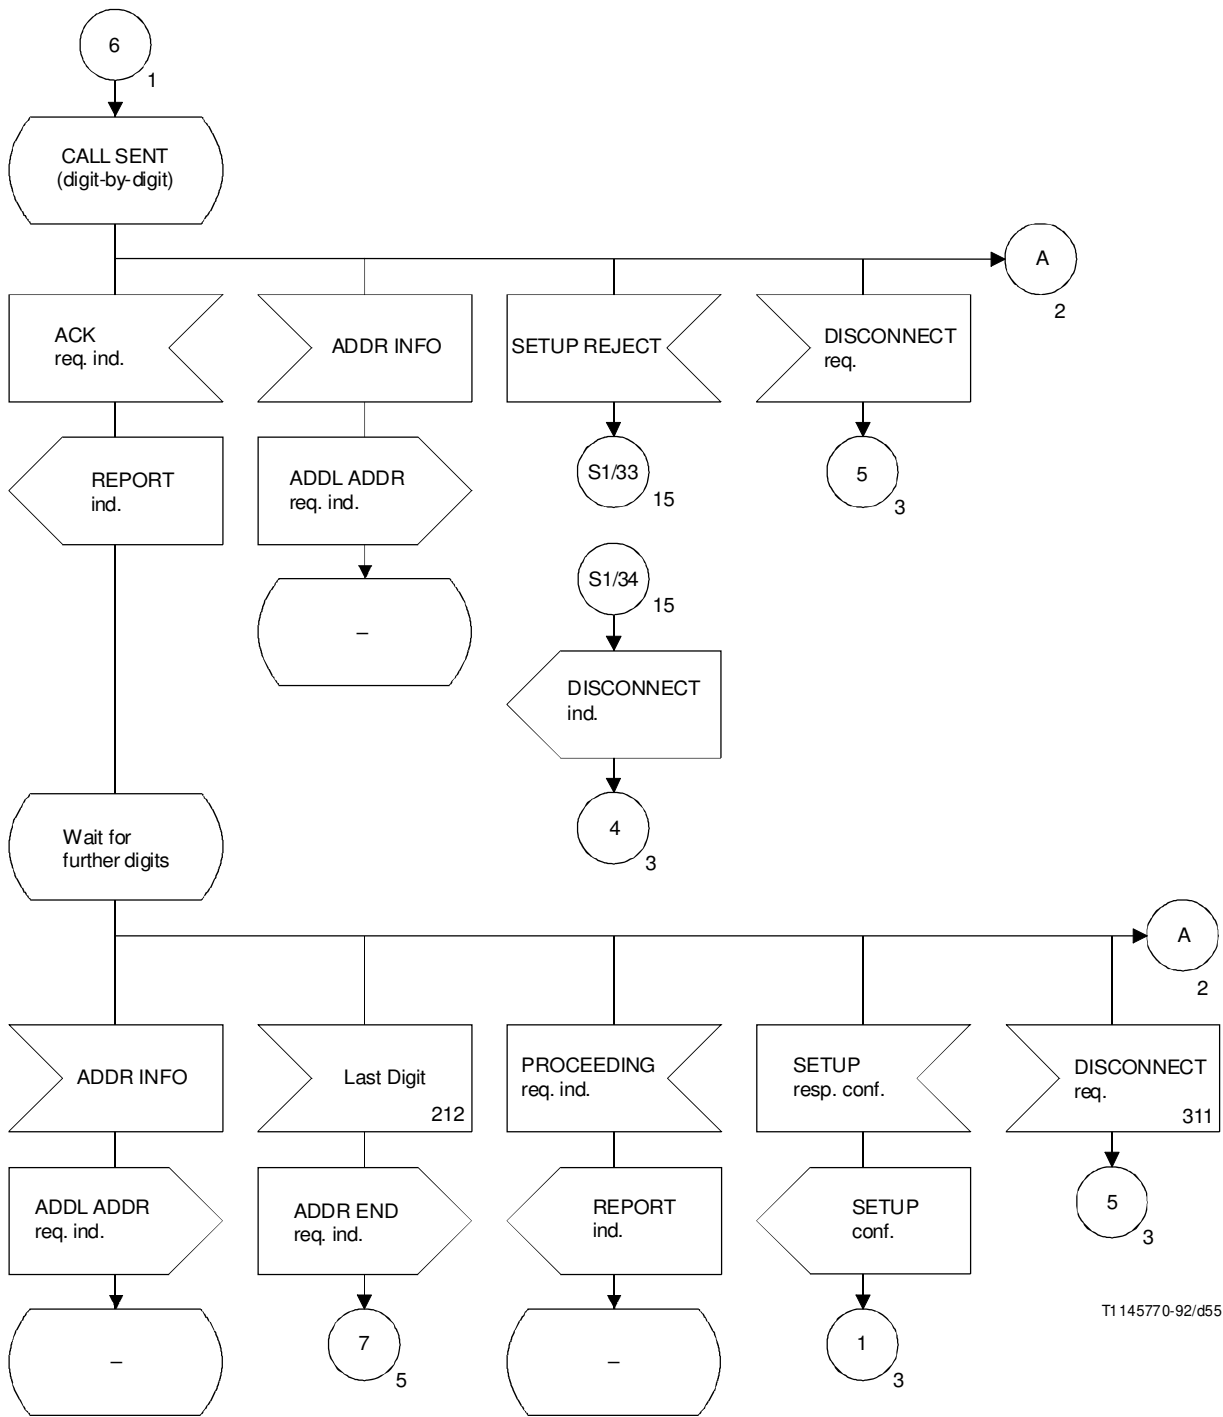 6
1
CALL SENT
(digit-by-digit)
A
2
ACK
req. ind.
ADDR INFO
SETUP REJECT
DISCONNECT
req.
REPORT
ind.
ADDL ADDR
req. ind.
S1/33
15
5
3
–
S1/34
15
DISCONNECT
ind.
4
3
Wait for
further digits
A
2
ADDR INFO
Last Digit
212
PROCEEDING
req. ind.
SETUP
resp. conf.
DISCONNECT
req.
311
ADDL ADDR
req. ind.
ADDR END
req. ind.
REPORT
ind.
SETUP
conf.
5
3
–
7
5
–
1
3
T1145770-92/d55